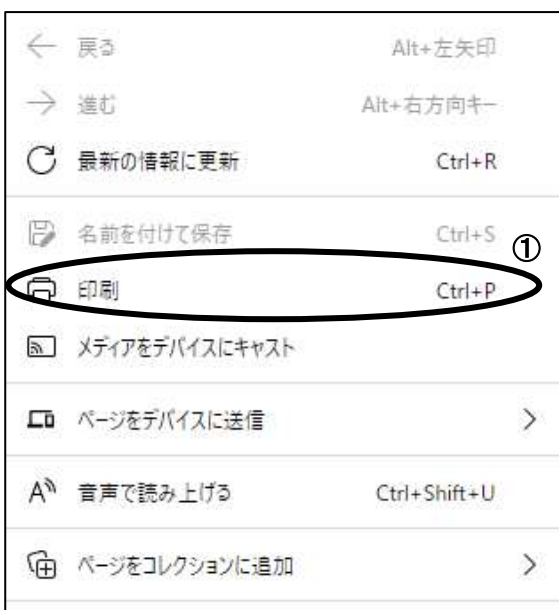 戻る Alt+左矢印
進む Alt+右方向キー
最新の情報に更新 Ctrl+R
名前を付けて保存 Ctrl+S
①
印刷 Ctrl+P
メディアをデバイスにキャスト
ページをデバイスに送信
音声で読み上げる Ctrl+Shift+U
ページをコレクションに追加